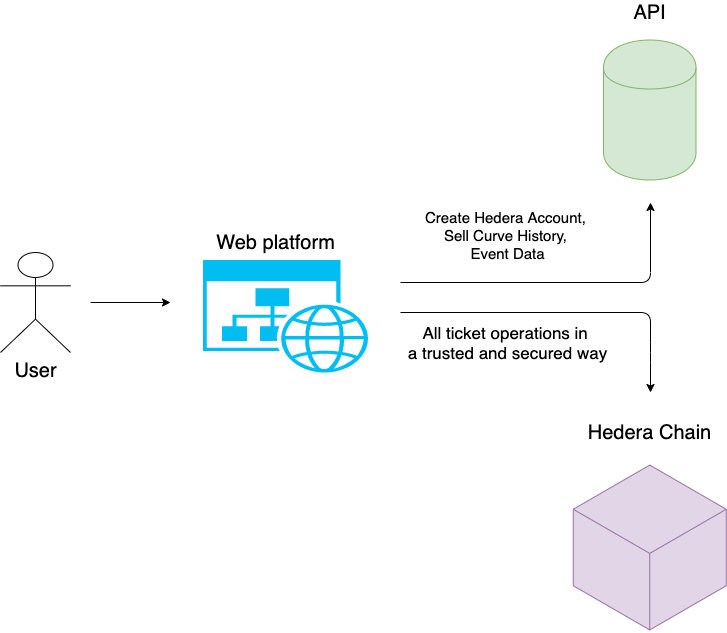 API
Create Hedera Account,
Sell Curve History,
Event Data
Web platform
User
All ticket operations in
a trusted and secured way
Hedera Chain